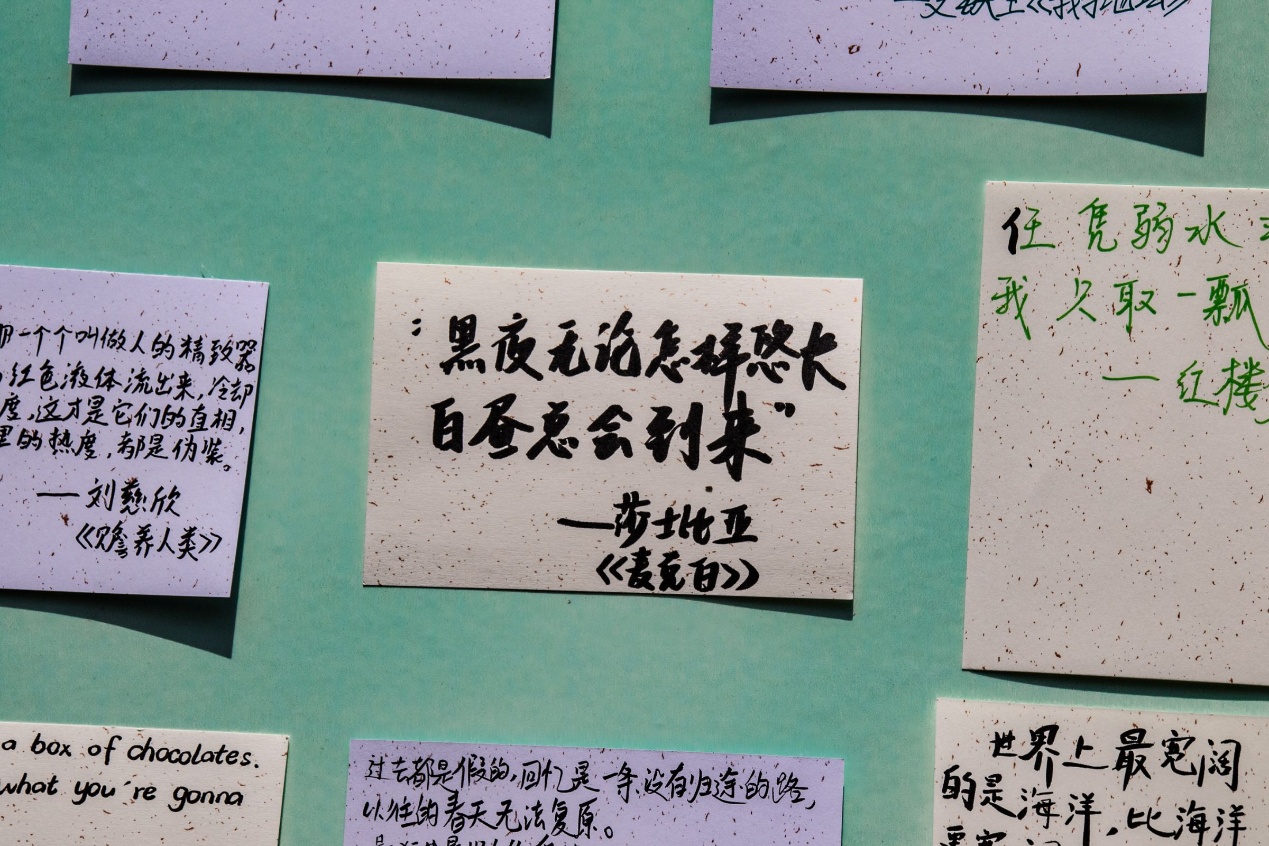 《我与地坛》
一个个叫做人的精致器
红色液体流出来,冷却
度,这才是它们的真相,
里的热度,都是伪装。
——刘慈欣
《赡养人类》
“黑夜无论怎样悠长
白昼总会到来”
——莎士比亚
《麦克白》
任凭弱水
我只取一瓢
——红楼
a box of chocolates.
what you're gonna
过去都是假的,回忆是一条没有归途的路,
以往的春天无法复原。
世界上最宽阔
的是海洋,比海洋